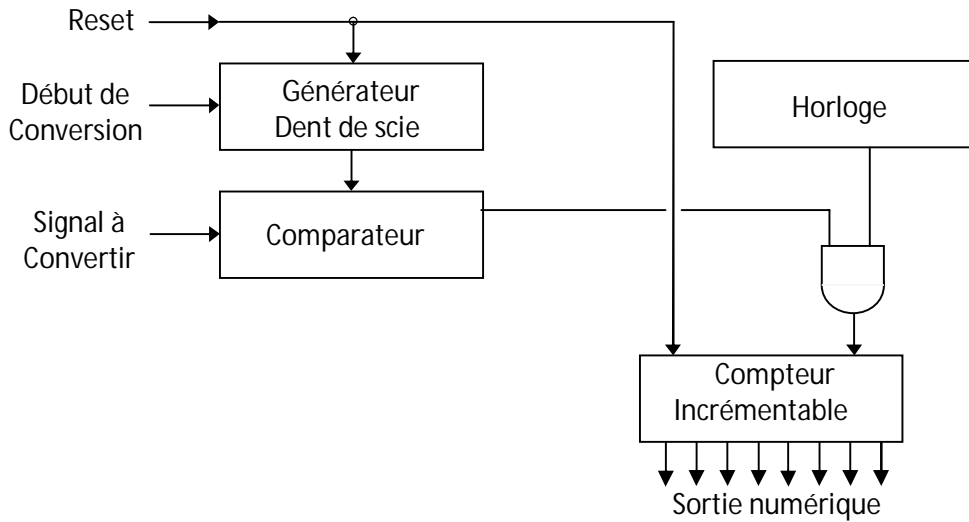 Reset
Début de
Conversion
Générateur
Dent de scie
Horloge
Signal à
Convertir
Comparateur
Compteur
Incrémentable
Sortie numérique